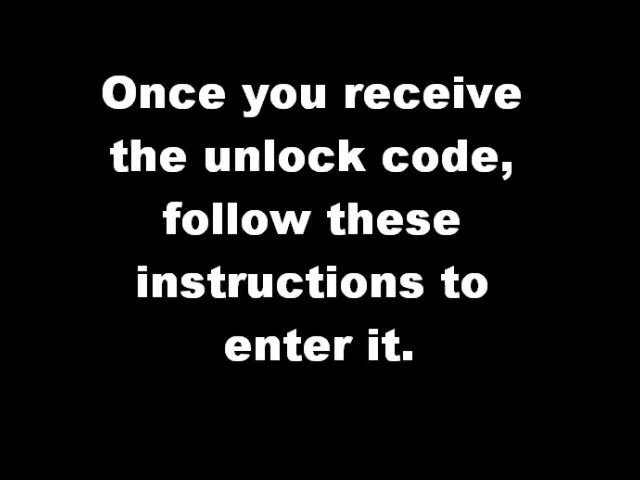 Once you receive
the unlock code,
follow these
instructions to
enter it.